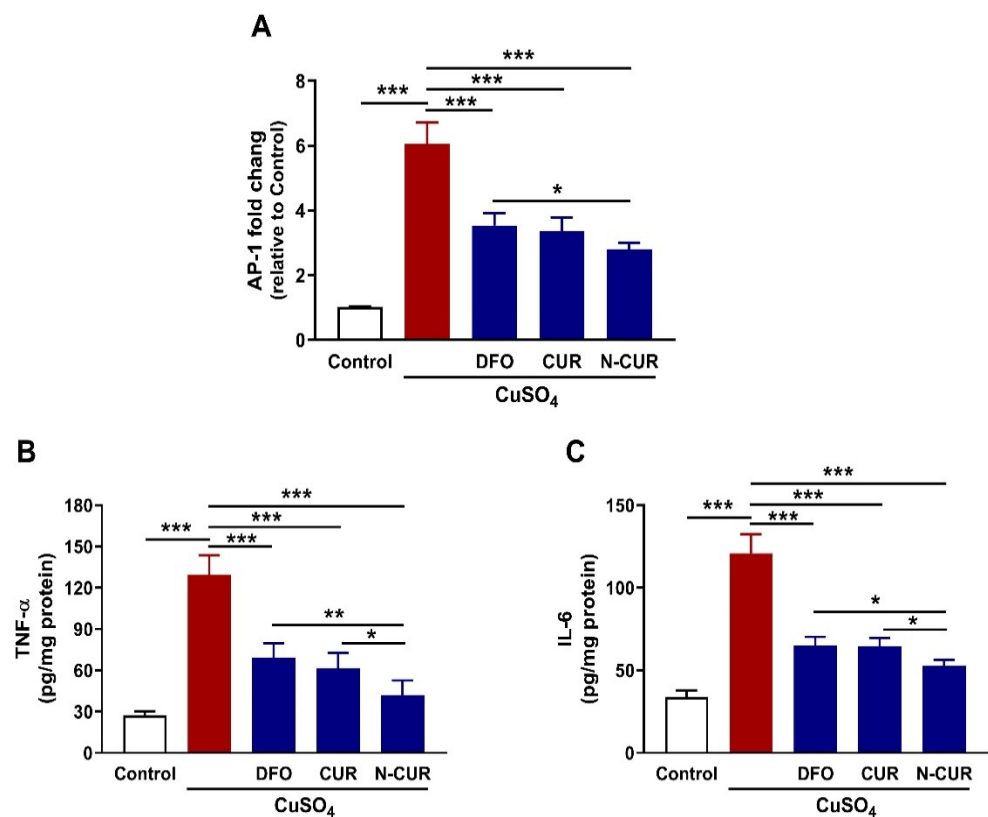 A
AP-1 fold chang
(relative to Control)
8
6
4
2
0
***
***
***
***
*
Control
DFO
CUR
N-CUR
CuSO₄
B
TNF-α
(pg/mg protein)
180
150
120
90
60
30
0
***
***
***
***
**
*
Control
DFO
CUR
N-CUR
CuSO₄
C
IL-6
(pg/mg protein)
150
100
50
0
***
***
***
***
*
*
Control
DFO
CUR
N-CUR
CuSO₄